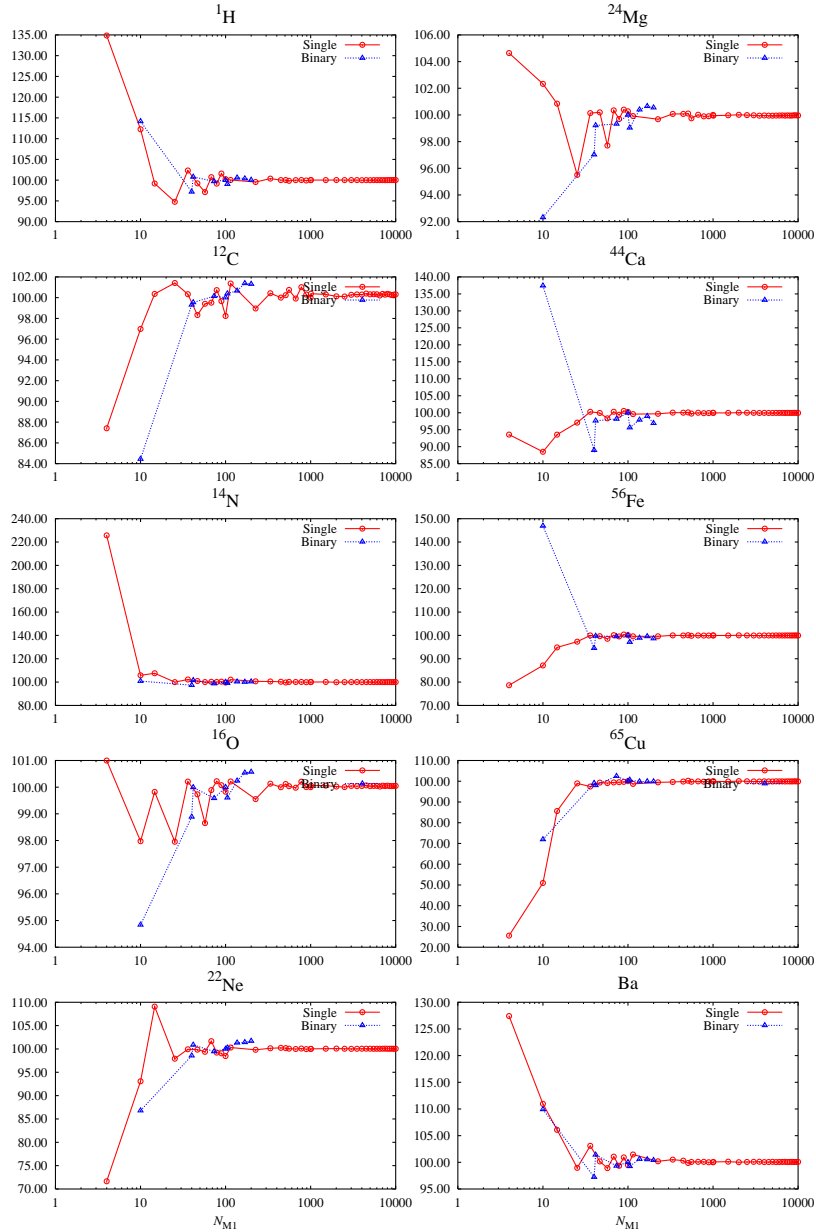 ¹H
135.00
130.00
125.00
120.00
115.00
110.00
105.00
100.00
95.00
90.00
Single
Binary
1 10 100 1000 10000
²⁴Mg
106.00
104.00
102.00
100.00
98.00
96.00
94.00
92.00
Single
Binary
1 10 100 1000 10000
¹²C
102.00
100.00
98.00
96.00
94.00
92.00
90.00
88.00
86.00
84.00
Single
Binary
1 10 100 1000 10000
⁴⁴Ca
140.00
135.00
130.00
125.00
120.00
115.00
110.00
105.00
100.00
95.00
90.00
85.00
Single
Binary
1 10 100 1000 10000
¹⁴N
240.00
220.00
200.00
180.00
160.00
140.00
120.00
100.00
80.00
Single
Binary
1 10 100 1000 10000
⁵⁶Fe
150.00
140.00
130.00
120.00
110.00
100.00
90.00
80.00
70.00
Single
Binary
1 10 100 1000 10000
¹⁶O
101.00
100.00
99.00
98.00
97.00
96.00
95.00
94.00
Single
Binary
1 10 100 1000 10000
⁶⁵Cu
110.00
100.00
90.00
80.00
70.00
60.00
50.00
40.00
30.00
20.00
Single
Binary
1 10 100 1000 10000
²²Ne
110.00
105.00
100.00
95.00
90.00
85.00
80.00
75.00
70.00
Single
Binary
1 10 100 1000 10000
N_M1
Ba
130.00
125.00
120.00
115.00
110.00
105.00
100.00
95.00
Single
Binary
1 10 100 1000 10000
N_M1